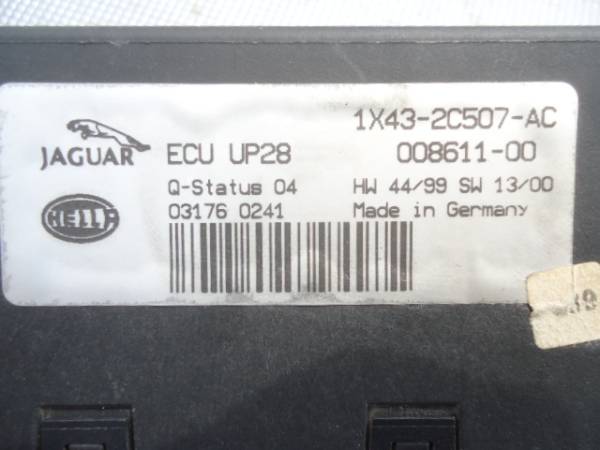 1X43-2C507-AC
JAGUAR ECU UP28 008611-00
Q-Status 04 HW 44/99 SW 13/00
HELLA 03176 0241 Made in Germany